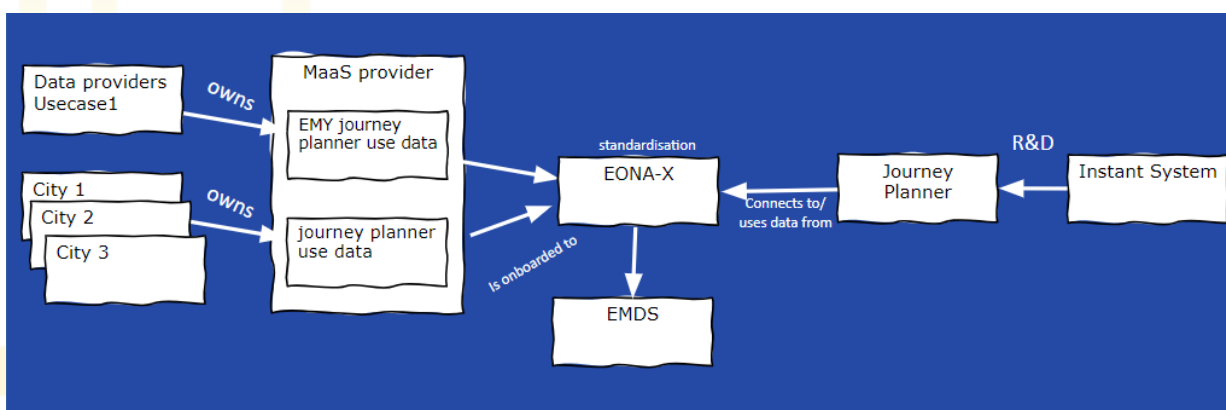 Data providers
Usecase1
owns
MaaS provider
EMY journey
planner use data
City 1
City 2
City 3
owns
journey planner
use data
Is onboarded to
standardisation
EONA-X
EMDS
Connects to/
uses data from
Journey
Planner
R&D
Instant System